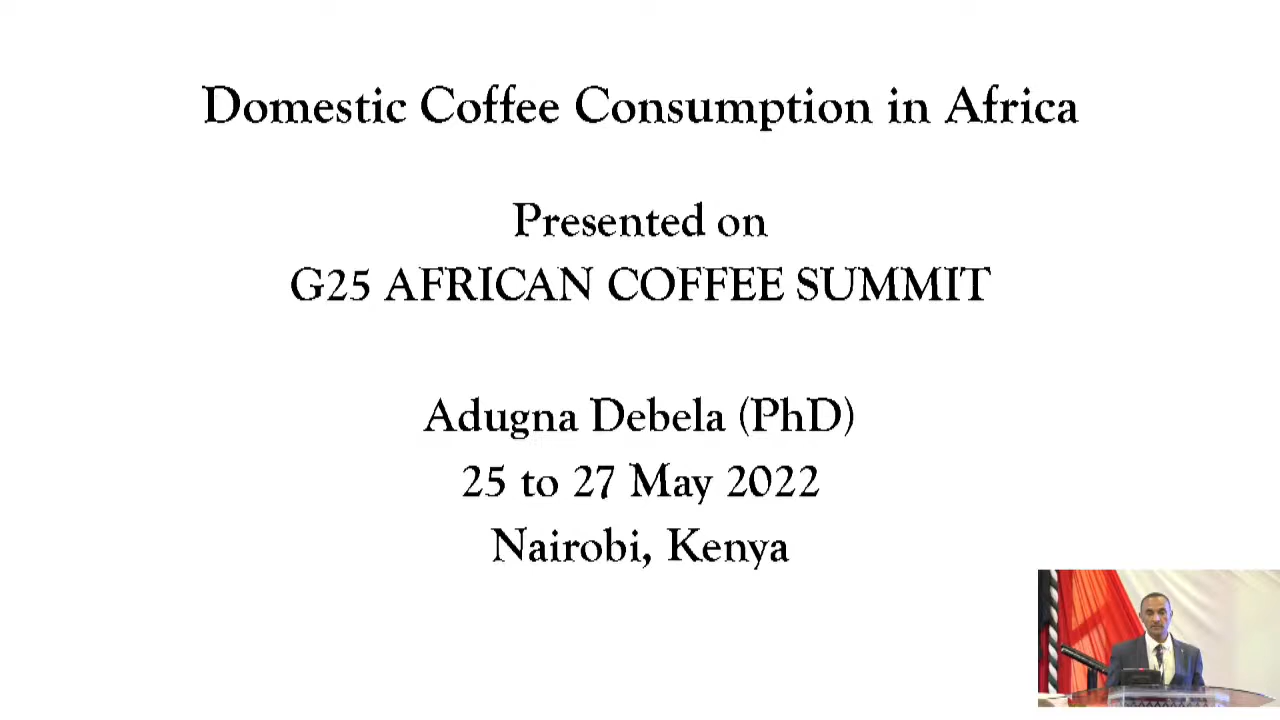 Domestic Coffee Consumption in Africa
Presented on
G25 AFRICAN COFFEE SUMMIT
Adugna Debela (PhD)
25 to 27 May 2022
Nairobi, Kenya